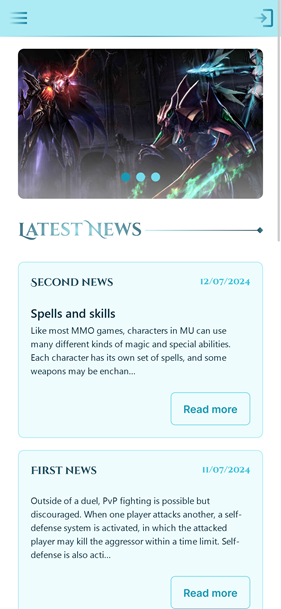 Latest News
Second news
12/07/2024
Spells and skills
Like most MMO games, characters in MU can use
many different kinds of magic and special abilities.
Each character has its own set of spells, and some
weapons may be enchan...
Read more
First news
11/07/2024
Outside of a duel, PvP fighting is possible but
discouraged. When one player attacks another, a self-
defense system is activated, in which the attacked
player may kill the aggressor within a time limit. Self-
defense is also acti...
Read more